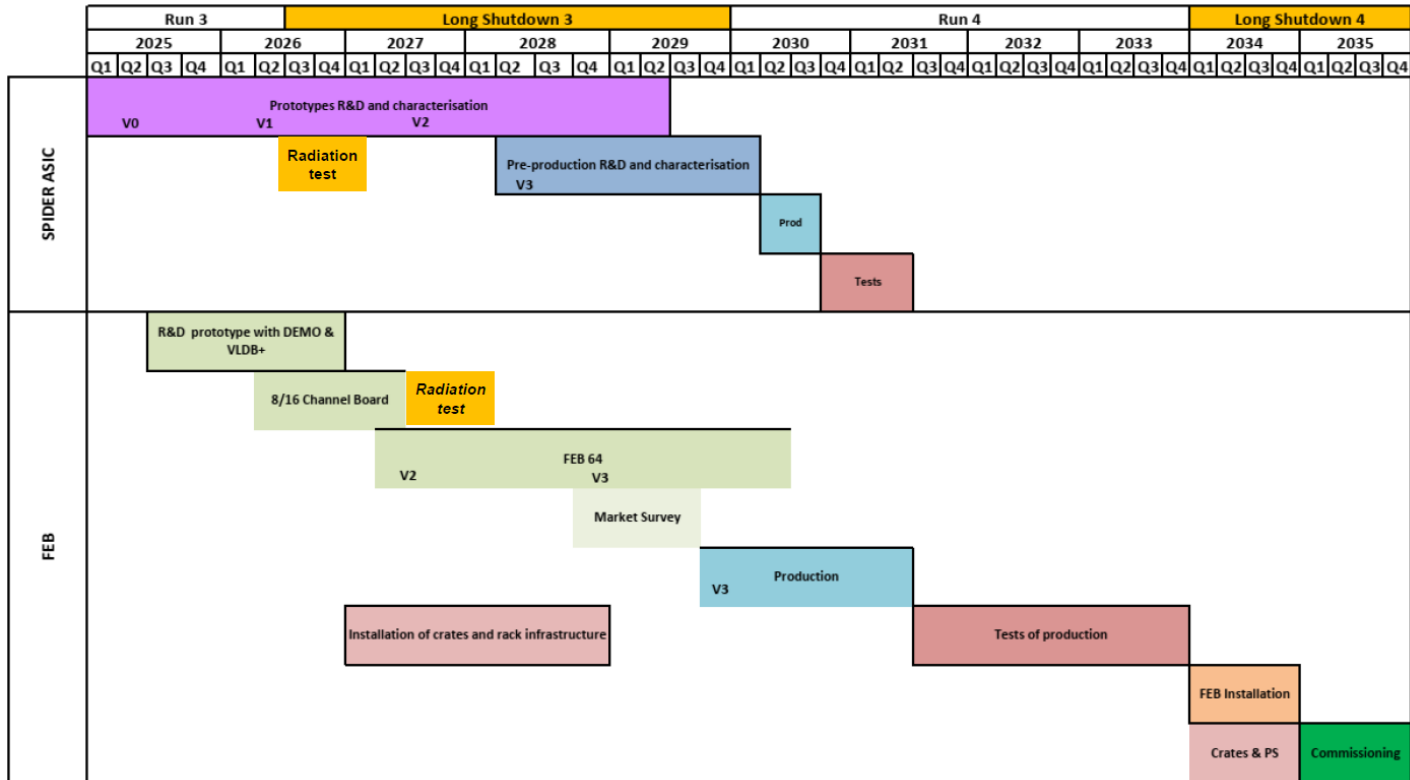 Run 3 Long Shutdown 3 Run 4 Long Shutdown 4
2025 2026 2027 2028 2029 2030 2031 2032 2033 2034 2035
Q1 Q2 Q3 Q4 Q1 Q2 Q3 Q4 Q1 Q2 Q3 Q4 Q1 Q2 Q3 Q4 Q1 Q2 Q3 Q4 Q1 Q2 Q3 Q4 Q1 Q2 Q3 Q4 Q1 Q2 Q3 Q4 Q1 Q2 Q3 Q4 Q1 Q2 Q3 Q4 Q1 Q2 Q3 Q4
SPIDER ASIC
Prototypes R&D and characterisation
V0 V1 V2
Radiation
test
Pre-production R&D and characterisation
V3
Prod
Tests
FEB
R&D prototype with DEMO &
VLDB+
8/16 Channel Board
Radiation
test
FEB 64
V2 V3
Market Survey
Production
V3
Installation of crates and rack infrastructure
Tests of production
FEB Installation
Crates & PS
Commissioning